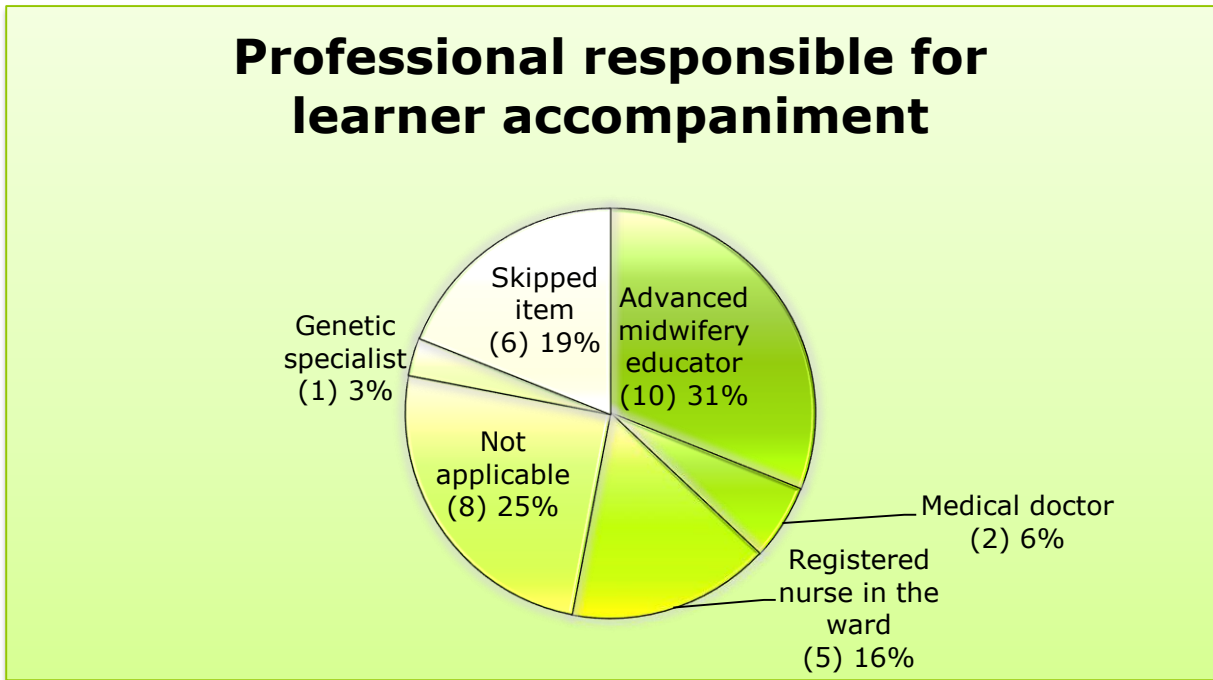 Professional responsible for
learner accompaniment
Skipped
item
(6) 19%
Advanced
midwifery
educator
(10) 31%
Genetic
specialist
(1) 3%
Not
applicable
(8) 25%
Medical doctor
(2) 6%
Registered
nurse in the
ward
(5) 16%